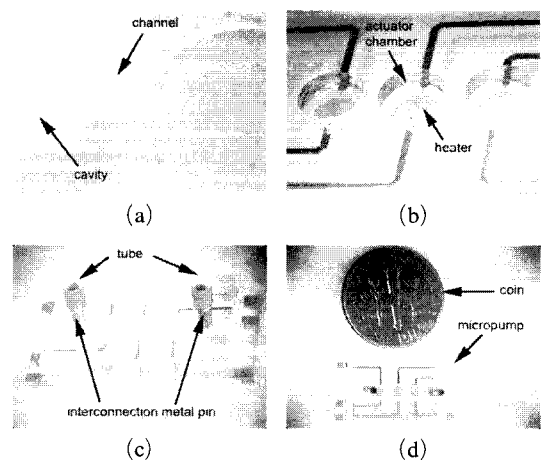 channel
cavity
(a)
actuator
chamber
heater
(b)
tube
interconnection metal pin
(c)
coin
micropump
(d)